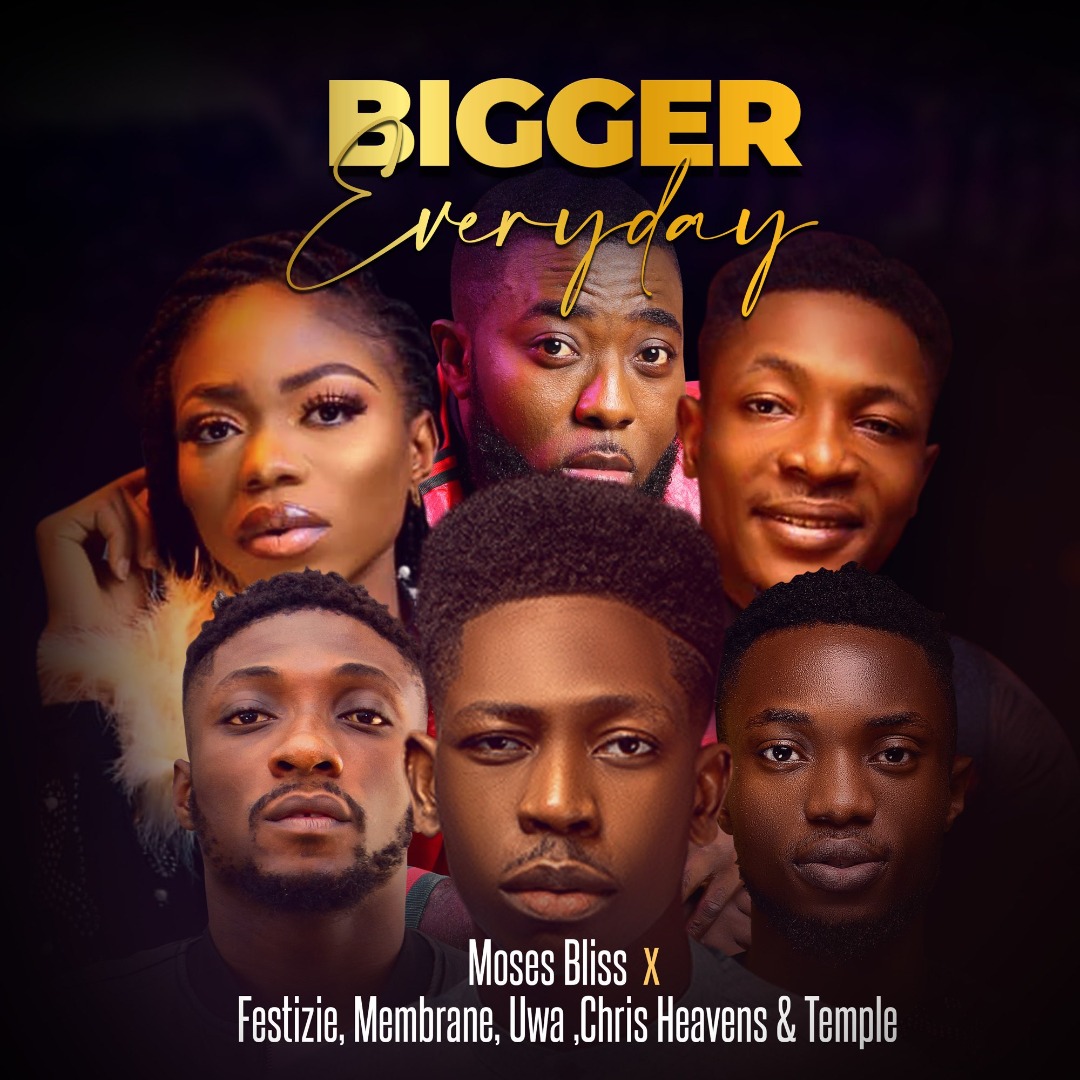 BIGGER
Everyday
Moses Bliss x
Festizie, Membrane, Uwa ,Chris Heavens & Temple